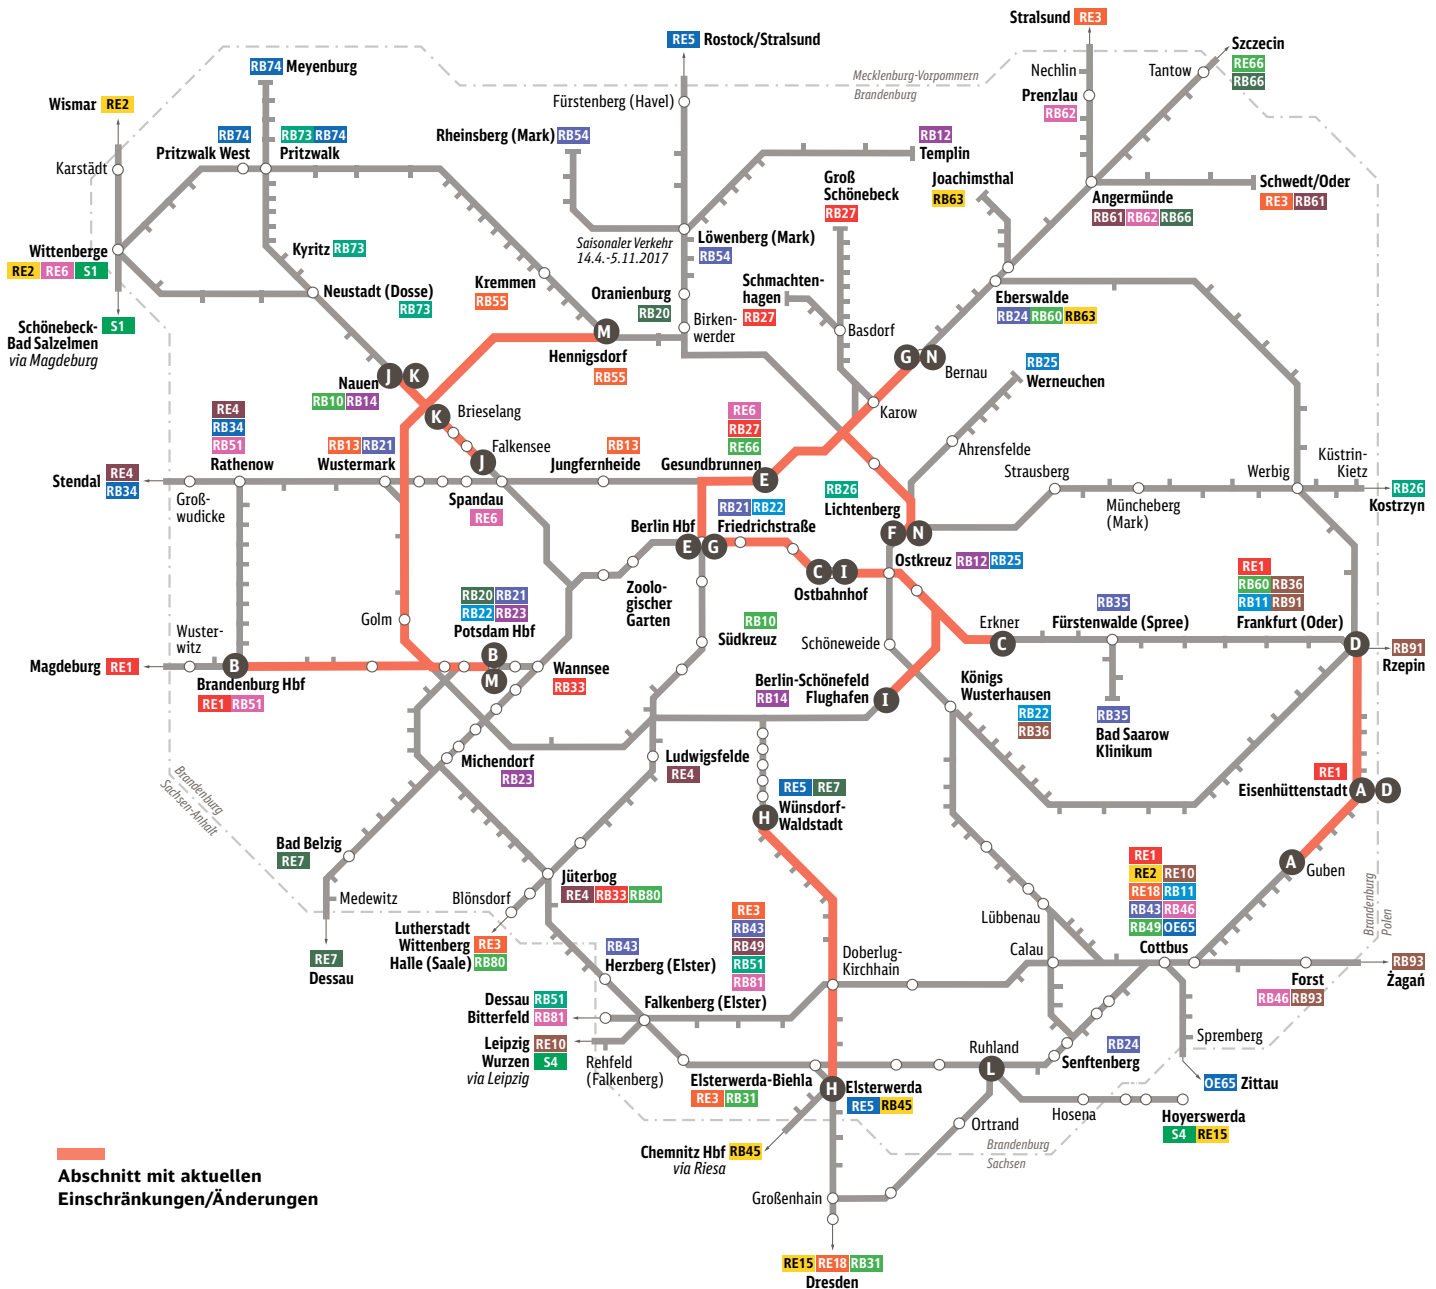 Stralsund RE3
RE5 Rostock/Stralsund
Szczecin
RE66
RB66
RB74 Meyenburg
Nechlin
Tantow
Mecklenburg-Vorpommern
Brandenburg
Prenzlau
RB62
Wismar RE2
Fürstenberg (Havel)
RB74
Pritzwalk West
RB73 RB74
Pritzwalk
Rheinsberg (Mark) RB54
RB12
Templin
Karstädt
Groß
Schönebeck
RB27
Joachimsthal
RB63
Angermünde
RB61 RB62 RB66
Schwedt/Oder
RE3 RB61
Wittenberge
RE2 RE6 S1
Kyritz RB73
Saisonaler Verkehr
14.4.-5.11.2017
Löwenberg (Mark)
RB54
Kremmen
RB55
Neustadt (Dosse)
RB73
Oranienburg
RB20
Schmachten-
hagen
RB27
Eberswalde
RB24 RB60 RB63
Schönebeck- S1
Bad Salzelmen
via Magdeburg
Birken-
werder
Basdorf
M
Hennigsdorf
RB55
G N
Bernau
RB25
Werneuchen
J K
Nauen
RB10 RB14
K
Brieselang
Karow
RE4
RB34
RB51
Rathenow
RB13 RB21
Wustermark
Falkensee
J
RB13
Jungfernheide
RE6
RB27
RE66
Gesundbrunnen
E
Ahrensfelde
Strausberg
Werbig
Küstrin-
Kietz
Stendal RE4
RB34
Groß-
wudicke
Spandau
RE6
RB26
Lichtenberg
Müncheberg
(Mark)
RB26
Kostrzyn
RB21 RB22
Friedrichstraße
Berlin Hbf
E G
F N
Ostkreuz RB12 RB25
C I
Ostbahnhof
Zoolo-
gischer
Garten
RE1
RB60 RB36
RB11 RB91
Frankfurt (Oder)
RB20 RB21
RB22 RB23
Potsdam Hbf
Golm
RB10
Südkreuz
RB35
Fürstenwalde (Spree)
Erkner
C
Schöneweide
D
RB91
Rzepin
Wuster-
witz
Magdeburg RE1
B
Brandenburg Hbf
RE1 RB51
B
M
Wannsee
RB33
Berlin-Schönefeld
RB14 Flughafen
I
Königs
Wusterhausen
RB22
RB36
RB35
Bad Saarow
Klinikum
Michendorf
RB23
Ludwigsfelde
RE4
RE1
Eisenhüttenstadt
A D
Brandenburg
Sachsen-Anhalt
RE5 RE7
Wünsdorf-
Waldstadt
H
Bad Belzig
RE7
RE1
RE2 RE10
RE18 RB11
RB43 RB46
RB49 OE65
Cottbus
A
Guben
Medewitz
Blönsdorf
Jüterbog
RE4 RB33 RB80
Lübbenau
Brandenburg
Polen
Lutherstadt
Wittenberg RE3
Halle (Saale) RB80
RE3
RB43
RB49
RB51
RB81
RB43
Herzberg (Elster)
Doberlug-
Kirchhain
Calau
RE7
Dessau
RB93
Żagań
Forst
RB46 RB93
Dessau RB51
Bitterfeld RB81
Falkenberg (Elster)
Leipzig RE10
Wurzen S4
via Leipzig
Rehfeld
(Falkenberg)
Ruhland
L
RB24
Senftenberg
Spremberg
Elsterwerda-Biehla
RE3 RB31
H
Elsterwerda
RE5 RB45
OE65 Zittau
Hosena
Hoyerswerda
S4 RE15
Ortrand
Brandenburg
Sachsen
Chemnitz Hbf RB45
via Riesa
Abschnitt mit aktuellen
Einschränkungen/Änderungen
Großenhain
RE15 RE18 RB31
Dresden